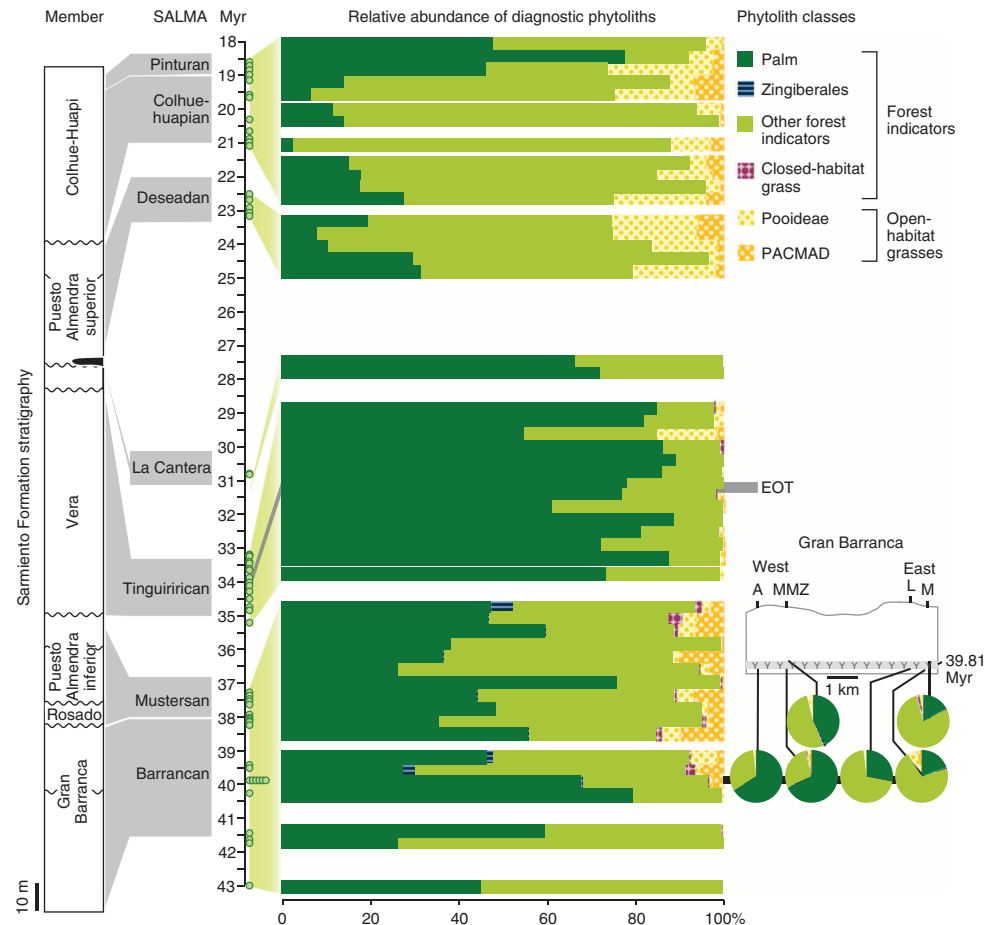 Member
SALMA
Myr
Relative abundance of diagnostic phytoliths
Phytolith classes
Sarmiento Formation stratigraphy
10 m
Colhue-Huapi
Puesto
Almendra
superior
Vera
Puesto
Almendra
inferior
Rosado
Gran
Barranca
Pinturan
Colhue-
huapian
Deseadan
La Cantera
Tinguirirican
Mustersan
Barrancan
18
19
20
21
22
23
24
25
26
27
28
29
30
31
32
33
34
35
36
37
38
39
40
41
42
43
0
20
40
60
80
100%
Palm
Zingiberales
Other forest
indicators
Closed-habitat
grass
Pooideae
PACMAD
Forest
indicators
Open-
habitat
grasses
EOT
Gran Barranca
West
East
A
MMZ
L
M
Y Y Y Y Y Y Y Y Y Y Y Y Y Y
39.81
Myr
1 km